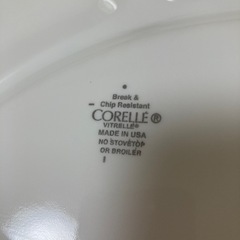 Break &
Chip Resistant
CORELLE®
VITRELLE®
MADE IN USA
NO STOVETOP
OR BROILER